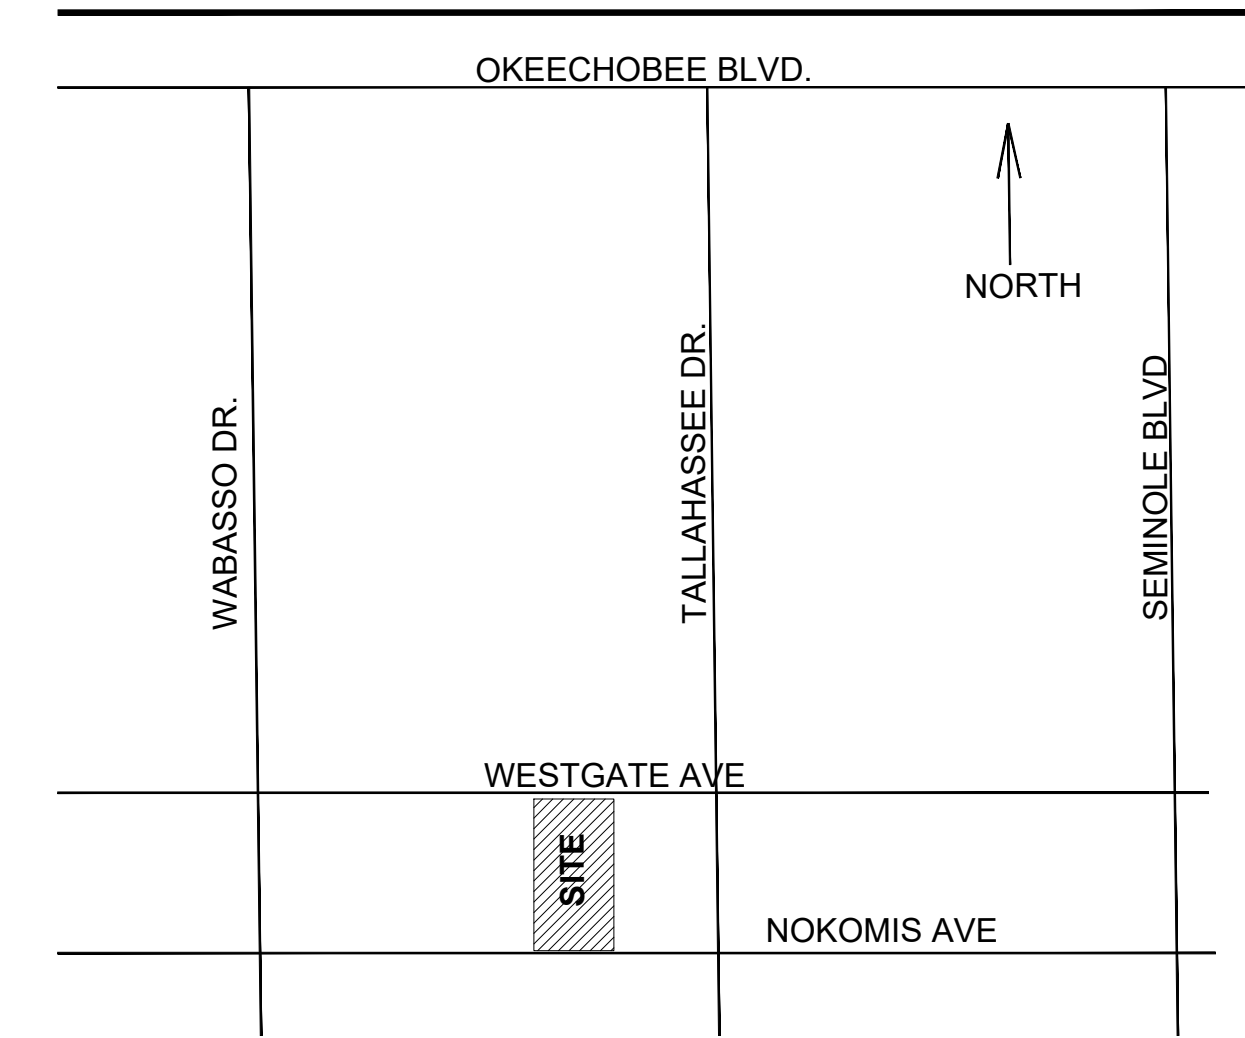 OKEECHOBEE BLVD.
NORTH
WABASSO DR.
TALLAHASSEE DR.
SEMINOLE BLVD
WESTGATE AVE
SITE
NOKOMIS AVE